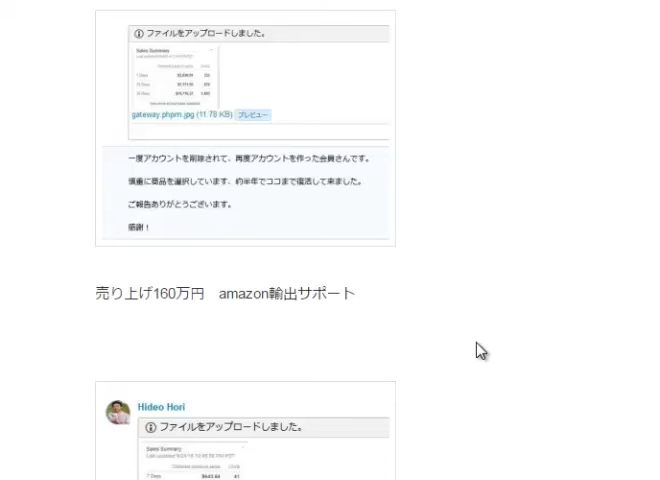 ファイルをアップロードしました。
Sales Summary
7 Days
gateway.phpm.jpg (11.78 KB) プレビュー
一度アカウントを削除されて、再度アカウントを作った会員さんです。
慎重に商品を選択しています、約半年でココまで復活して来ました。
ご報告ありがとうございます。
感謝！
売り上げ160万円　amazon輸出サポート
Hideo Hori
ファイルをアップロードしました。
Sales Summary
7 Days $643.64 41